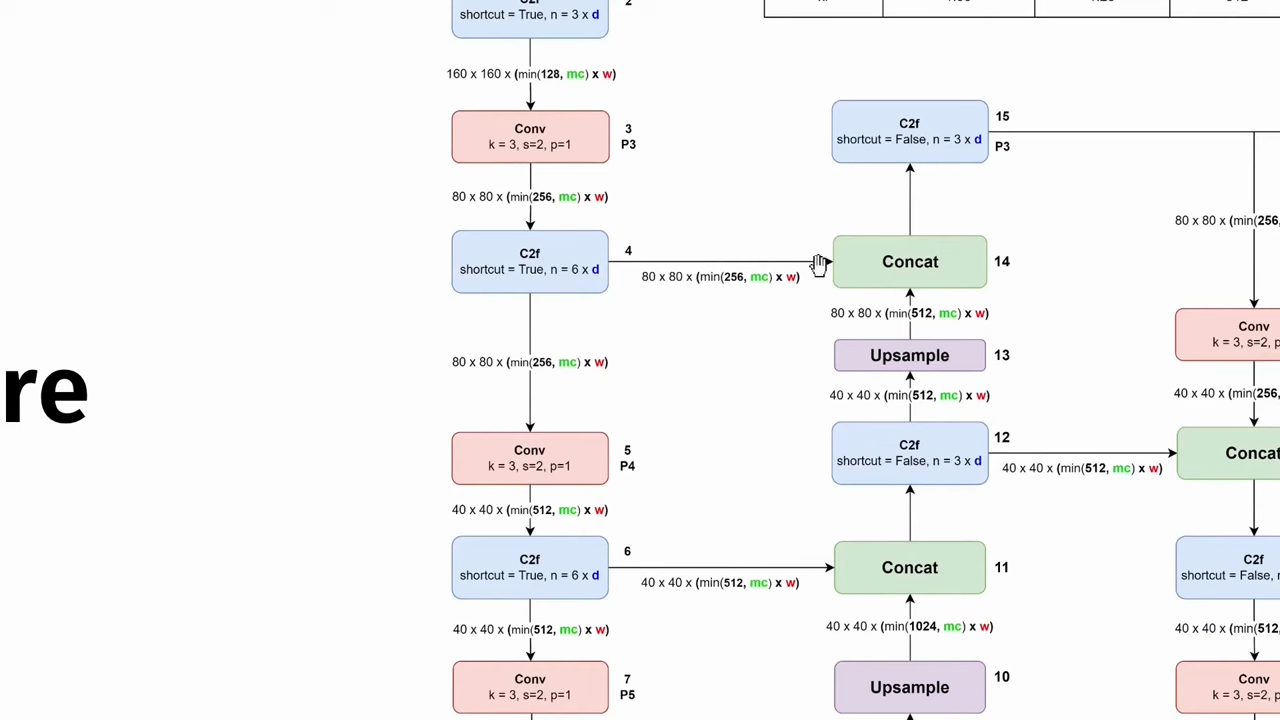 shortcut = True, n = 3 x d
2
160 x 160 x (min(128, mc) x w)
Conv
k = 3, s=2, p=1
3
P3
80 x 80 x (min(256, mc) x w)
C2f
shortcut = True, n = 6 x d
4
80 x 80 x (min(256, mc) x w)
80 x 80 x (min(256, mc) x w)
Conv
k = 3, s=2, p=1
5
P4
40 x 40 x (min(512, mc) x w)
C2f
shortcut = True, n = 6 x d
6
40 x 40 x (min(512, mc) x w)
40 x 40 x (min(512, mc) x w)
Conv
k = 3, s=2, p=1
7
P5
re
C2f
shortcut = False, n = 3 x d
15
P3
Concat
14
80 x 80 x (min(512, mc) x w)
Upsample
13
40 x 40 x (min(512, mc) x w)
C2f
shortcut = False, n = 3 x d
12
40 x 40 x (min(512, mc) x w)
Concat
11
40 x 40 x (min(1024, mc) x w)
Upsample
10
80 x 80 x (min(256,
Conv
k = 3, s=2, p
40 x 40 x (min(256,
Concat
C2f
shortcut = False, n
40 x 40 x (min(512,
Conv
k = 3, s=2, p